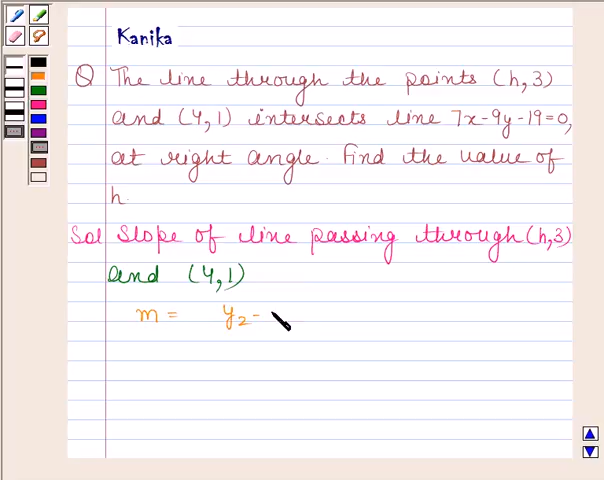 Kanika
Q The line through the points (h,3)
and (4,1) intersects line 7x-9y-19=0,
at right angle. Find the value of
h.
Sol Slope of line passing through (h,3)
and (4,1)
m = y₂ -